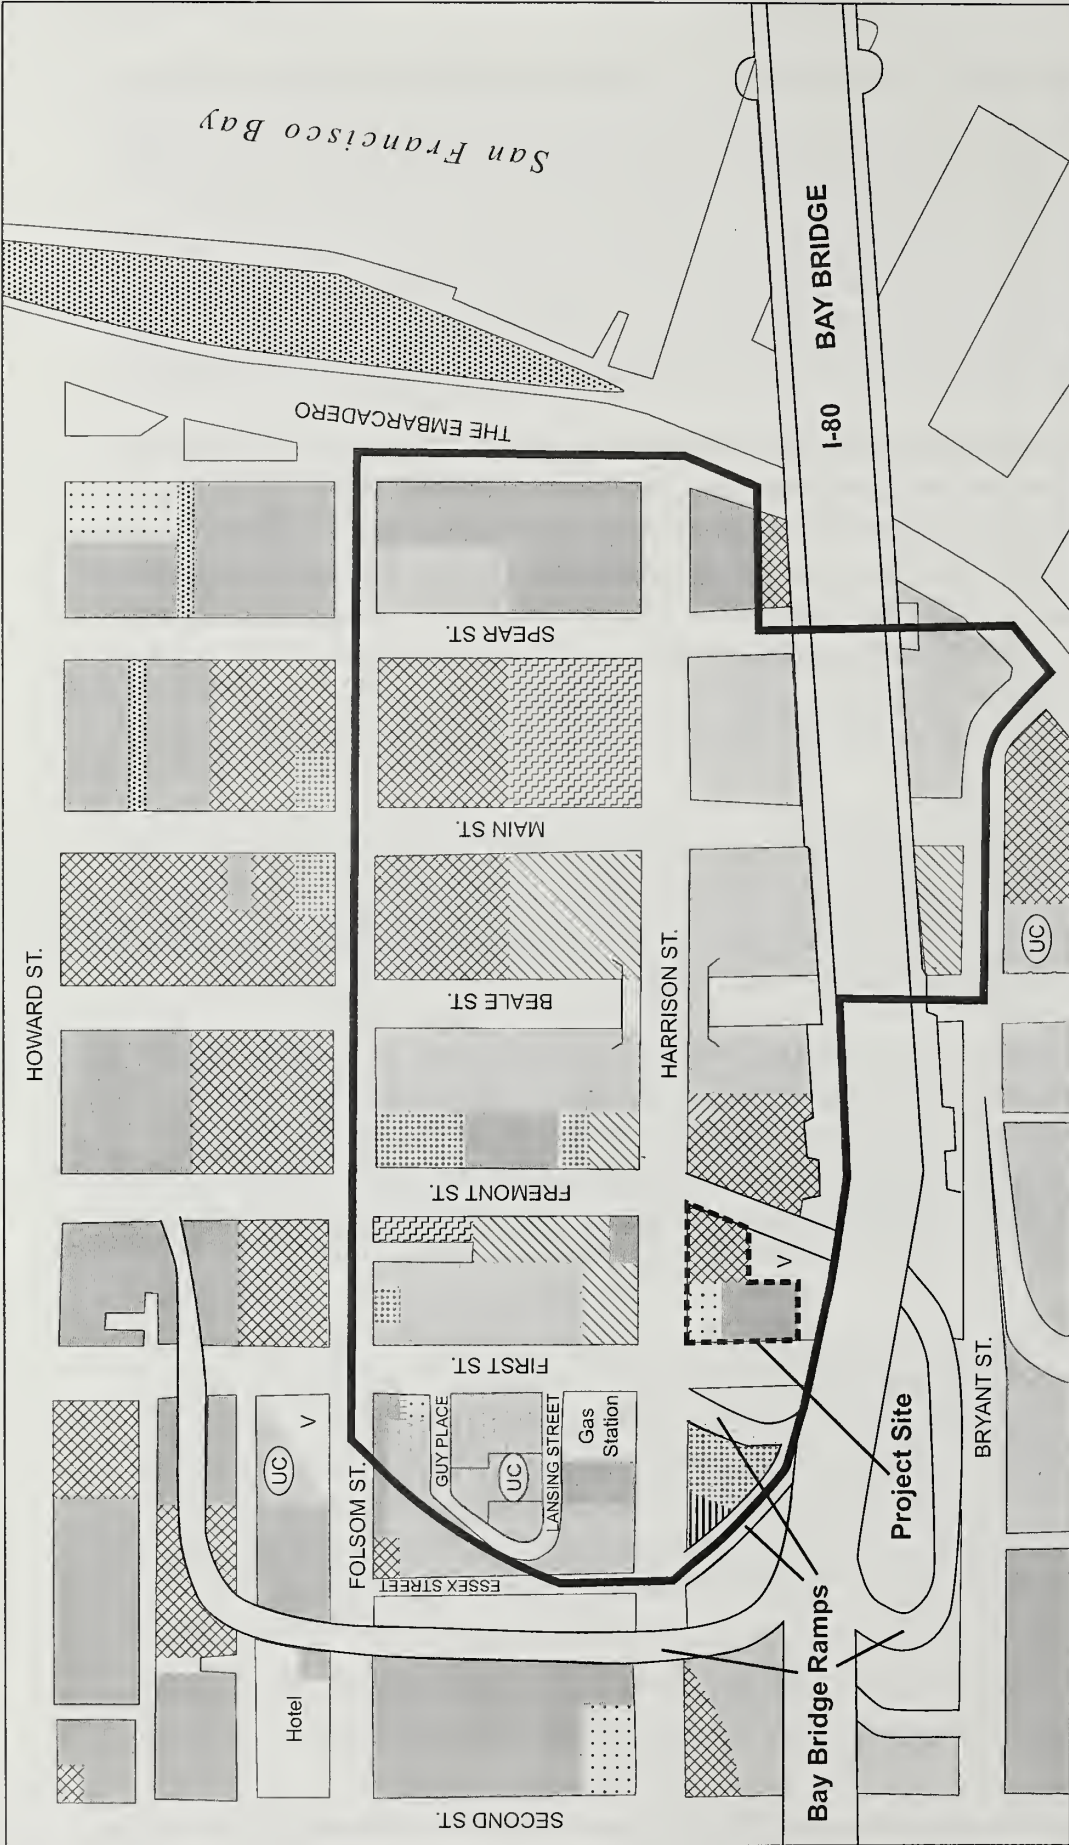 San Francisco Bay
THE EMBARCADERO
I-80 BAY BRIDGE
SPEAR ST.
MAIN ST.
HOWARD ST.
BEALE ST.
HARRISON ST.
UC
FREMONT ST.
V
FIRST ST.
BRYANT ST.
V
UC
GUY PLACE
UC
LANSING STREET
Gas
Station
FOLSOM ST.
ESSEX STREET
Project Site
Hotel
Bay Bridge Ramps
SECOND ST.